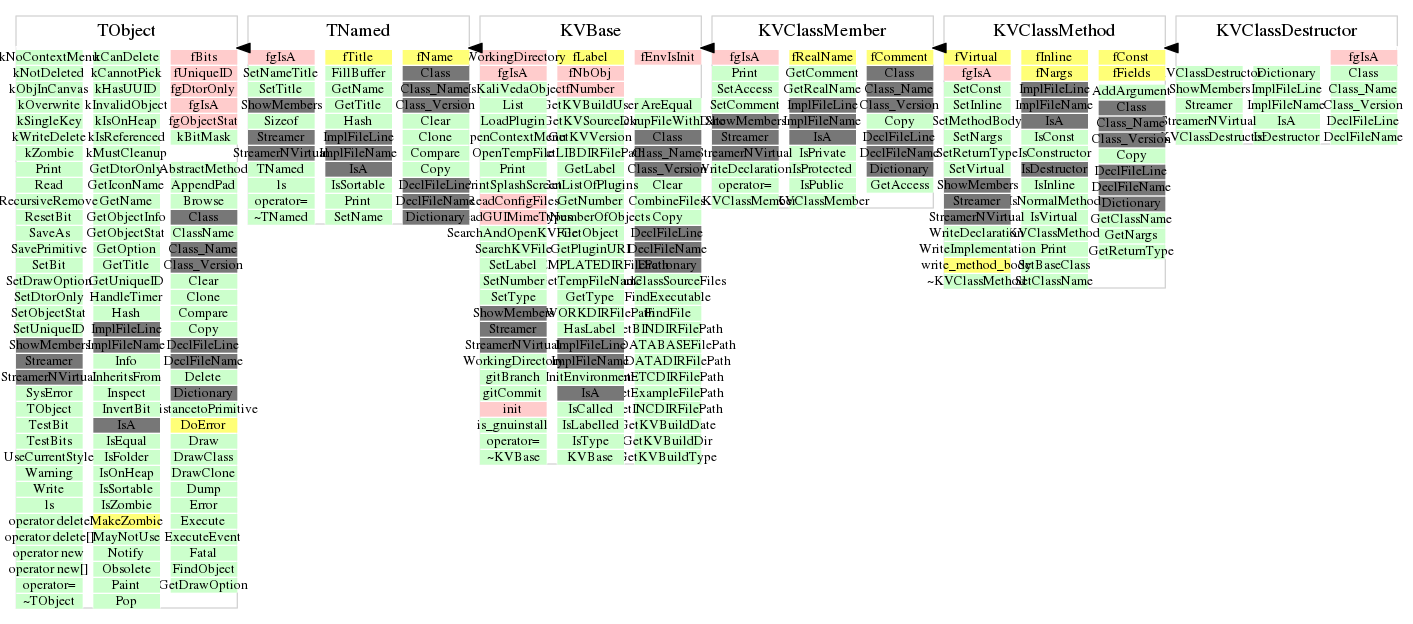 TObject
kNoContextMenu kCanDelete fBits
kNotDeleted kCannotPick fUniqueID
kObjInCanvas kHasUUID fgDtorOnly
kOverwrite kInvalidObject fgIsA
kSingleKey kIsOnHeap fgObjectStat
kWriteDelete kIsReferenced kBitMask
kZombie kMustCleanup
Print GetDtorOnly AbstractMethod
Read GetIconName AppendPad
RecursiveRemove GetName Browse
ResetBit GetObjectInfo Class
SaveAs GetObjectStat ClassName
SavePrimitive GetOption Class_Name
SetBit GetTitle Class_Version
SetDrawOption GetUniqueID Clear
SetDtorOnly HandleTimer Clone
SetObjectStat Hash Compare
SetUniqueID ImplFileLine Copy
ShowMembers ImplFileName DeclFileLine
Streamer Info DeclFileName
StreamerNVirtual InheritsFrom Delete
SysError Inspect Dictionary
TObject InvertBit DistancetoPrimitive
TestBit IsA DoError
TestBits IsEqual Draw
UseCurrentStyle IsFolder DrawClass
Warning IsOnHeap DrawClone
Write IsSortable Dump
ls IsZombie Error
operator delete MakeZombie Execute
operator delete[] MayNotUse ExecuteEvent
operator new Notify Fatal
operator new[] Obsolete FindObject
operator= Paint GetDrawOption
~TObject Pop
TNamed
fgIsA fTitle fName
SetNameTitle FillBuffer Class
SetTitle GetName Class_Name
ShowMembers GetTitle Class_Version
Sizeof Hash Clear
Streamer ImplFileLine Clone
StreamerNVirtual ImplFileName Compare
TNamed IsA Copy
ls IsSortable DeclFileLine
operator= Print DeclFileName
~TNamed SetName Dictionary
KVBase
WorkingDirectory fLabel fEnvIsInit
fgIsA fNbObj
IsKaliVedaObject fNumber
List GetKVBuildUser AreEqual
LoadPlugin GetKVSourceDir BackupFileWithDate
OpenContextMenu GetKVVersion Class
OpenTempFile GetLIBDIRFilePath Class_Name
Print GetLabel Class_Version
PrintSplashScreen GetListOfPlugins Clear
ReadConfigFiles GetNumber CombineFiles
ReadGUIMimeTypes GetNumberOfObjects Copy
SearchAndOpenKVFile GetObject DeclFileLine
SearchKVFile GetPluginURI DeclFileName
SetLabel GetTEMPLATEDIRFilePath Dictionary
SetNumber GetTempFileName FindClassSourceFiles
SetType GetType FindExecutable
ShowMembers GetWORKDIRFilePath FindFile
Streamer HasLabel GetBINDIRFilePath
StreamerNVirtual ImplFileLine GetDATABASEFilePath
WorkingDirectory ImplFileName GetDATADIRFilePath
gitBranch InitEnvironment GetETCDIRFilePath
gitCommit IsA GetExampleFilePath
init IsCalled GetINCDIRFilePath
is_gnuinstall IsLabelled GetKVBuildDate
operator= IsType GetKVBuildDir
~KVBase KVBase GetKVBuildType
KVClassMember
fgIsA fRealName fComment
Print GetComment Class
SetAccess GetRealName Class_Name
SetComment ImplFileLine Class_Version
ShowMembers ImplFileName Copy
Streamer IsA DeclFileLine
StreamerNVirtual IsPrivate DeclFileName
WriteDeclaration IsProtected Dictionary
operator= IsPublic GetAccess
~KVClassMember KVClassMember
KVClassMethod
fVirtual fInline fConst
fgIsA fNargs fFields
SetConst ImplFileLine AddArgument
SetInline ImplFileName Class
SetMethodBody IsA Class_Name
SetNargs IsConst Class_Version
SetReturnType IsConstructor Copy
SetVirtual IsDestructor DeclFileLine
ShowMembers IsInline DeclFileName
Streamer IsNormalMethod Dictionary
StreamerNVirtual IsVirtual GetClassName
WriteDeclaration KVClassMethod GetNargs
WriteImplementation Print GetReturnType
write_method_body SetBaseClass
~KVClassMethod SetClassName
KVClassDestructor
fgIsA
KVClassDestructor Dictionary Class
ShowMembers ImplFileLine Class_Name
Streamer ImplFileName Class_Version
StreamerNVirtual IsA DeclFileLine
~KVClassDestructor IsDestructor DeclFileName